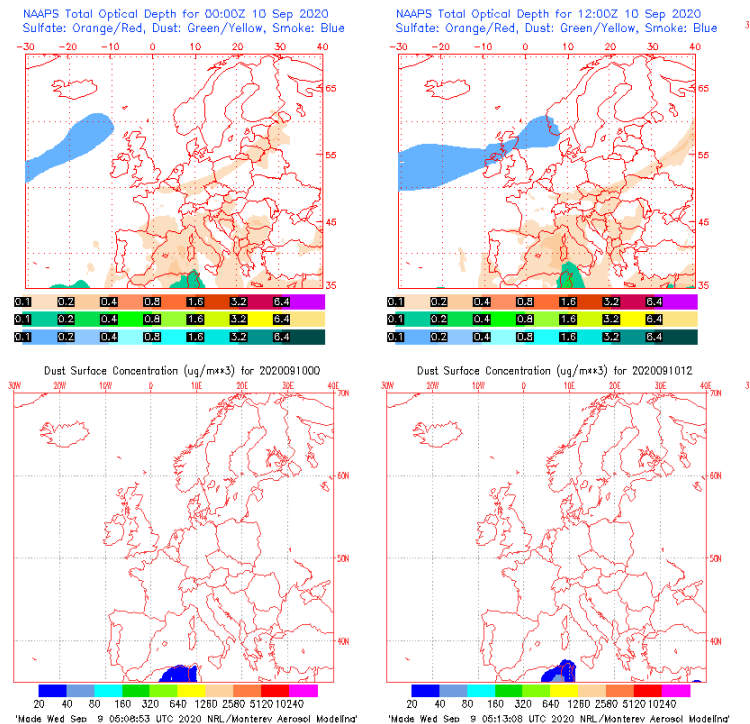 NAAPS Total Optical Depth for 00:00Z 10 Sep 2020
Sulfate: Orange/Red, Dust: Green/Yellow, Smoke: Blue
-30 -20 -10 0 10 20 30 40
65
55
45
35
0.1 0.2 0.4 0.8 1.6 3.2 6.4
0.1 0.2 0.4 0.8 1.6 3.2 6.4
0.1 0.2 0.4 0.8 1.6 3.2 6.4
NAAPS Total Optical Depth for 12:00Z 10 Sep 2020
Sulfate: Orange/Red, Dust: Green/Yellow, Smoke: Blue
3
-30 -20 -10 0 10 20 30 40
65
55
45
35
0.1 0.2 0.4 0.8 1.6 3.2 6.4
0.1 0.2 0.4 0.8 1.6 3.2 6.4
0.1 0.2 0.4 0.8 1.6 3.2 6.4
Dust Surface Concentration (ug/m**3) for 2020091000
30W 20W 10W 0 10E 20E 30E 40E
70N
60N
50N
40N
20 40 80 160 320 640 1280 2560 5120 10240
'Made Wed Sep 9 05:08:53 UTC 2020 NRL/Monterey Aerosol Modeling'
Dust Surface Concentration (ug/m**3) for 2020091012
3
30W 20W 10W 0 10E 20E 30E 40E
70N
60N
50N
40N
20 40 80 160 320 640 1280 2560 5120 10240
'Made Wed Sep 9 05:13:08 UTC 2020 NRL/Monterey Aerosol Modeling'